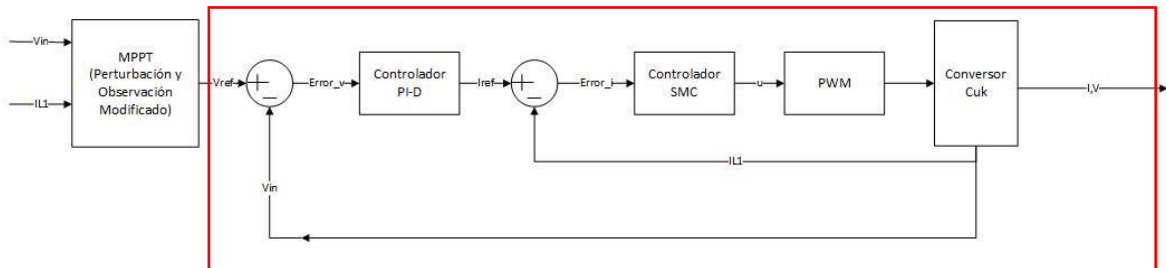 Vin
IL1
MPPT
(Perturbación y
Observación
Modificado)
Vref
Error_v
Controlador
PI-D
Iref
Error_i
Controlador
SMC
u
PWM
Conversor
Cuk
I,V
IL1
Vin